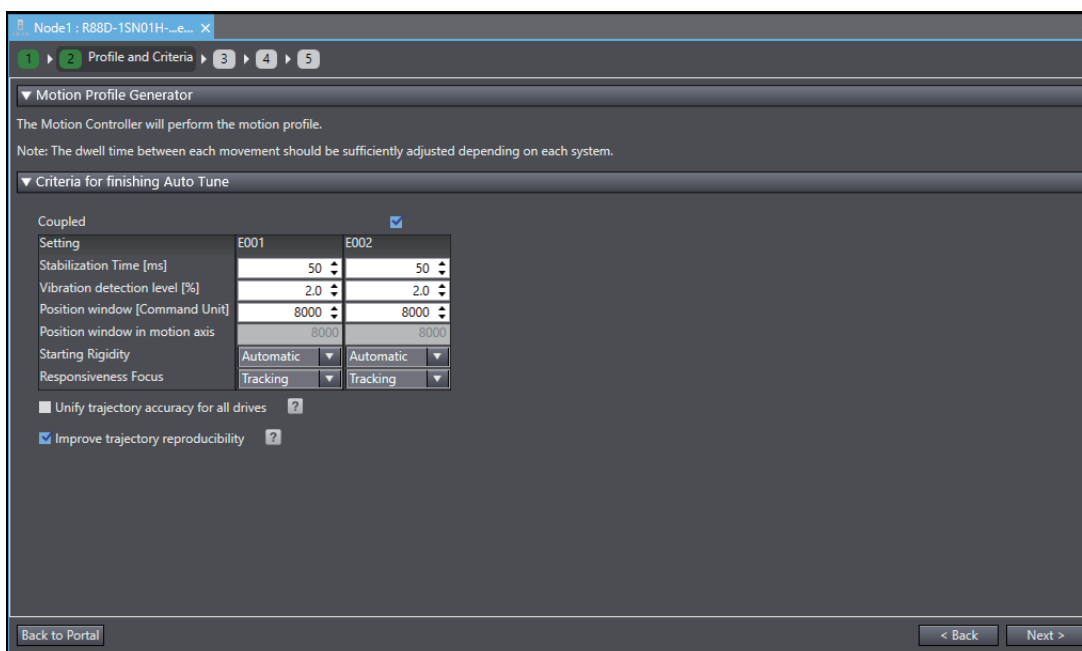 Node1 : R88D-1SN01H-...e... ×
1 2 Profile and Criteria 3 4 5
Motion Profile Generator
The Motion Controller will perform the motion profile.
Note: The dwell time between each movement should be sufficiently adjusted depending on each system.
Criteria for finishing Auto Tune
Coupled
Setting E001 E002
Stabilization Time [ms] 50 50
Vibration detection level [%] 2.0 2.0
Position window [Command Unit] 8000 8000
Position window in motion axis 8000 8000
Starting Rigidity Automatic Automatic
Responsiveness Focus Tracking Tracking
Unify trajectory accuracy for all drives ?
Improve trajectory reproducibility ?
Back to Portal < Back Next >